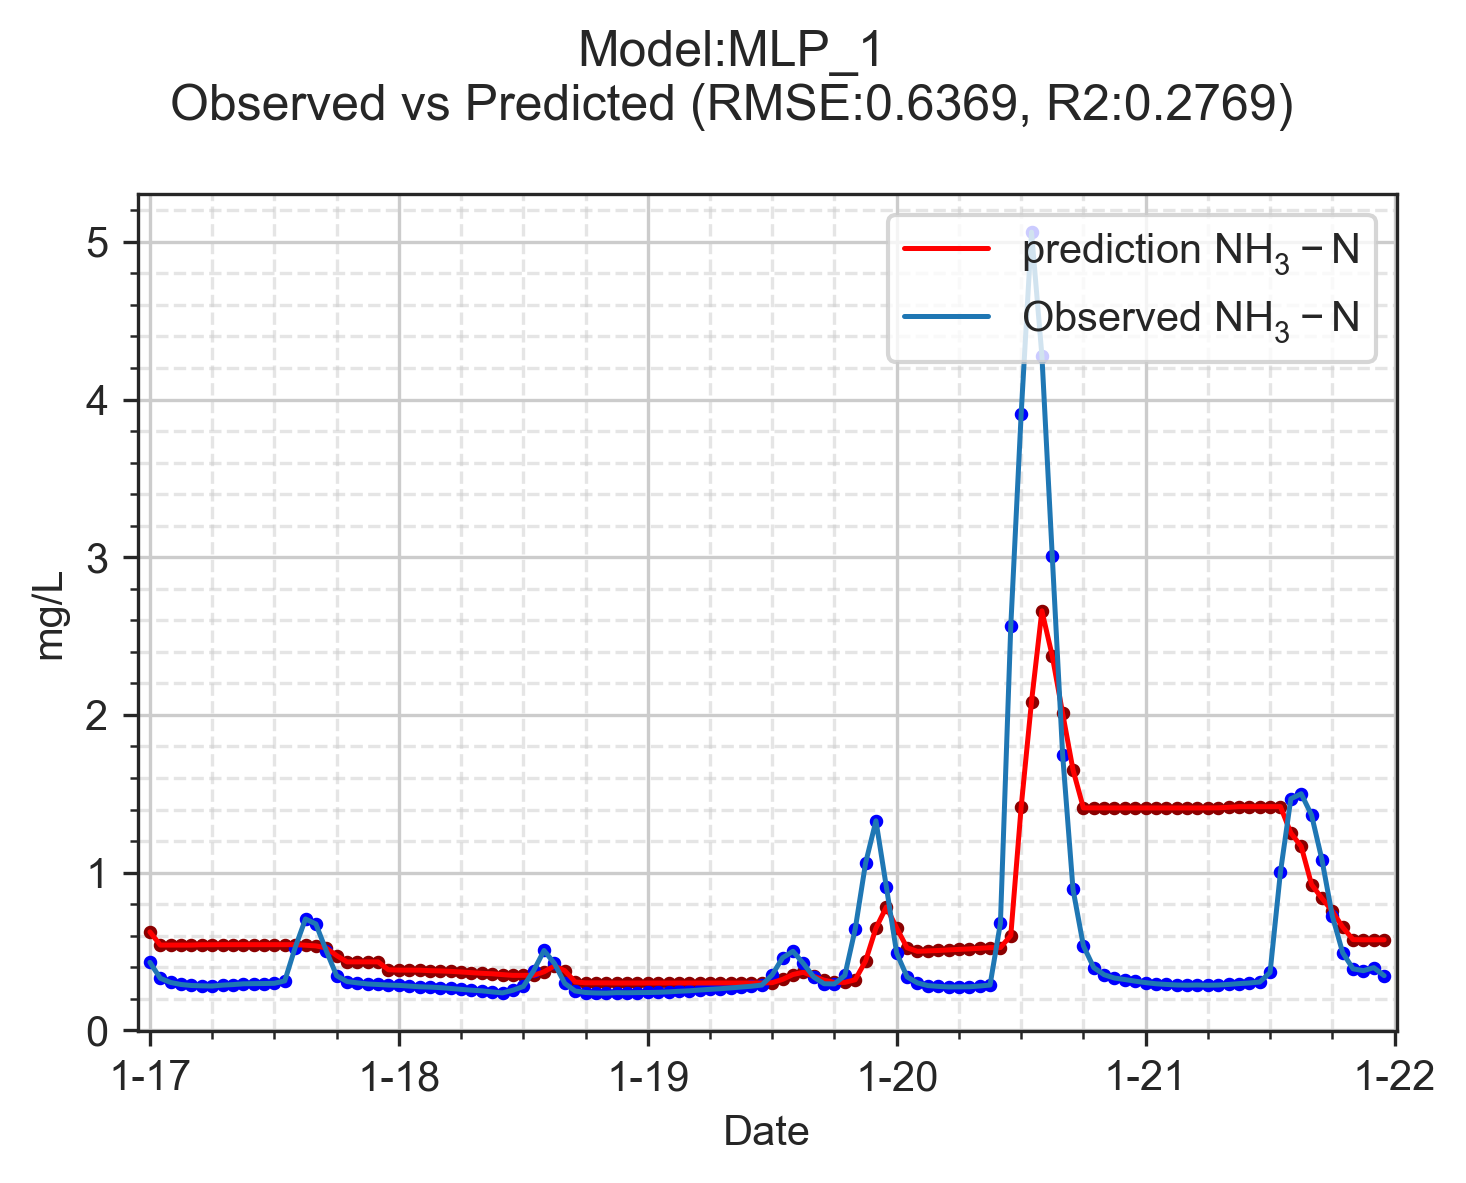 Model:MLP_1
Observed vs Predicted (RMSE:0.6369, R2:0.2769)
prediction NH₃ − N
Observed NH₃ − N
5
4
3
2
1
0
mg/L
1-17 1-18 1-19 1-20 1-21 1-22
Date